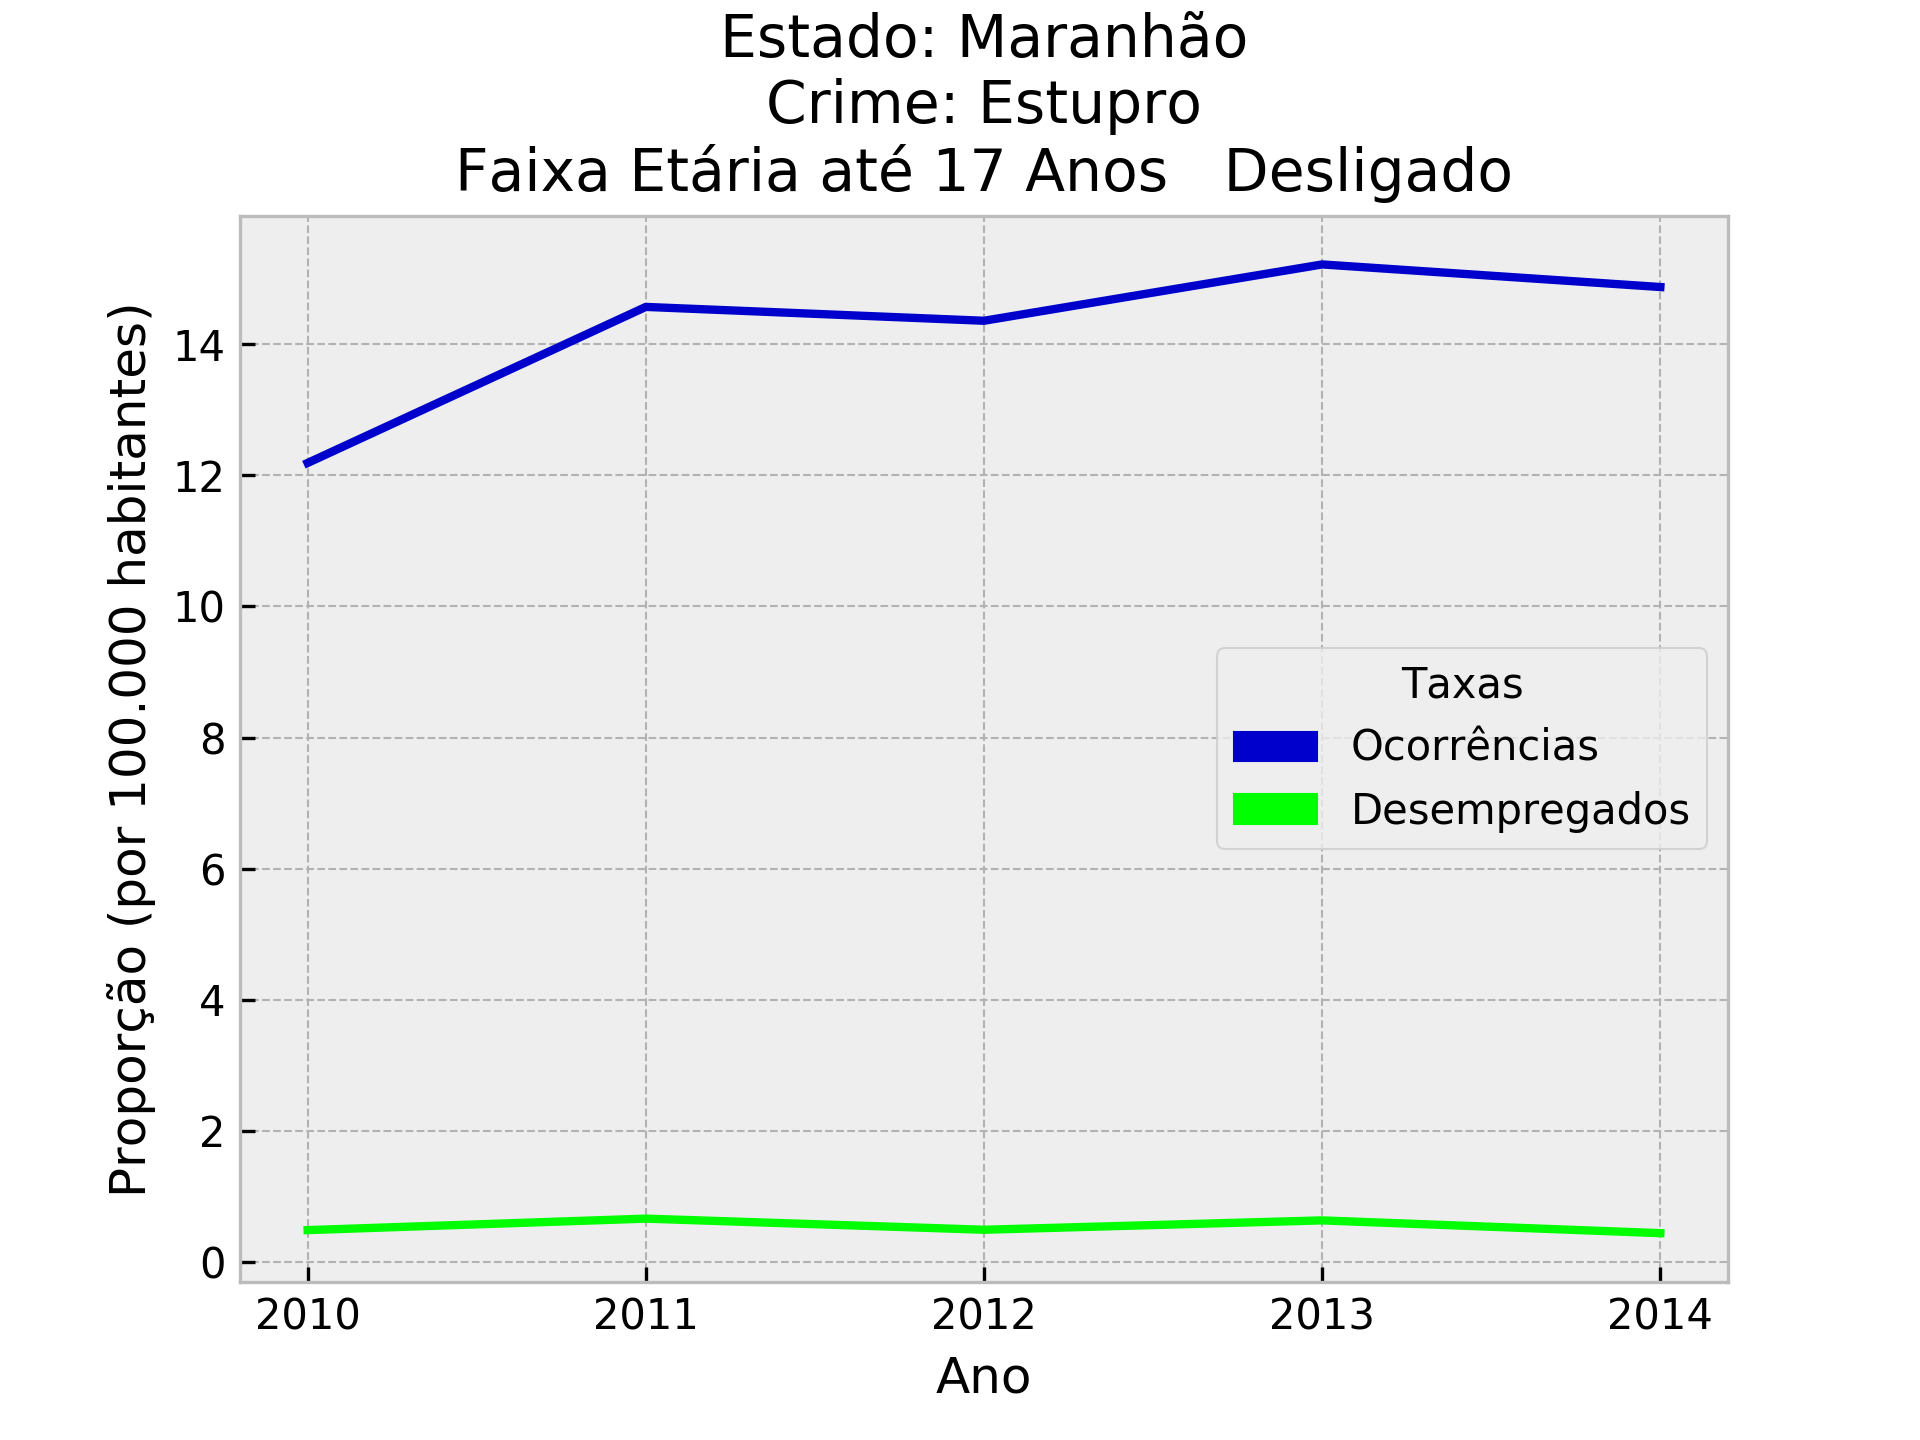 Estado: Maranhão
Crime: Estupro
Faixa Etária até 17 Anos   Desligado
Proporção (por 100.000 habitantes)
14
12
10
8
6
4
2
0
Taxas
Ocorrências
Desempregados
2010 2011 2012 2013 2014
Ano